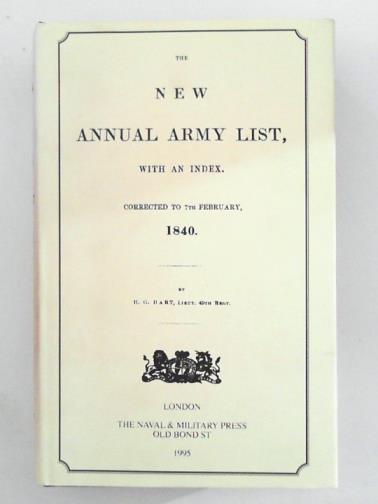 THE
NEW
ANNUAL ARMY LIST,
WITH AN INDEX.
CORRECTED TO 7TH FEBRUARY,
1840.
BY
H. G. HART, LIEUT. 49TH REGT.
LONDON
THE NAVAL & MILITARY PRESS
OLD BOND ST
1995